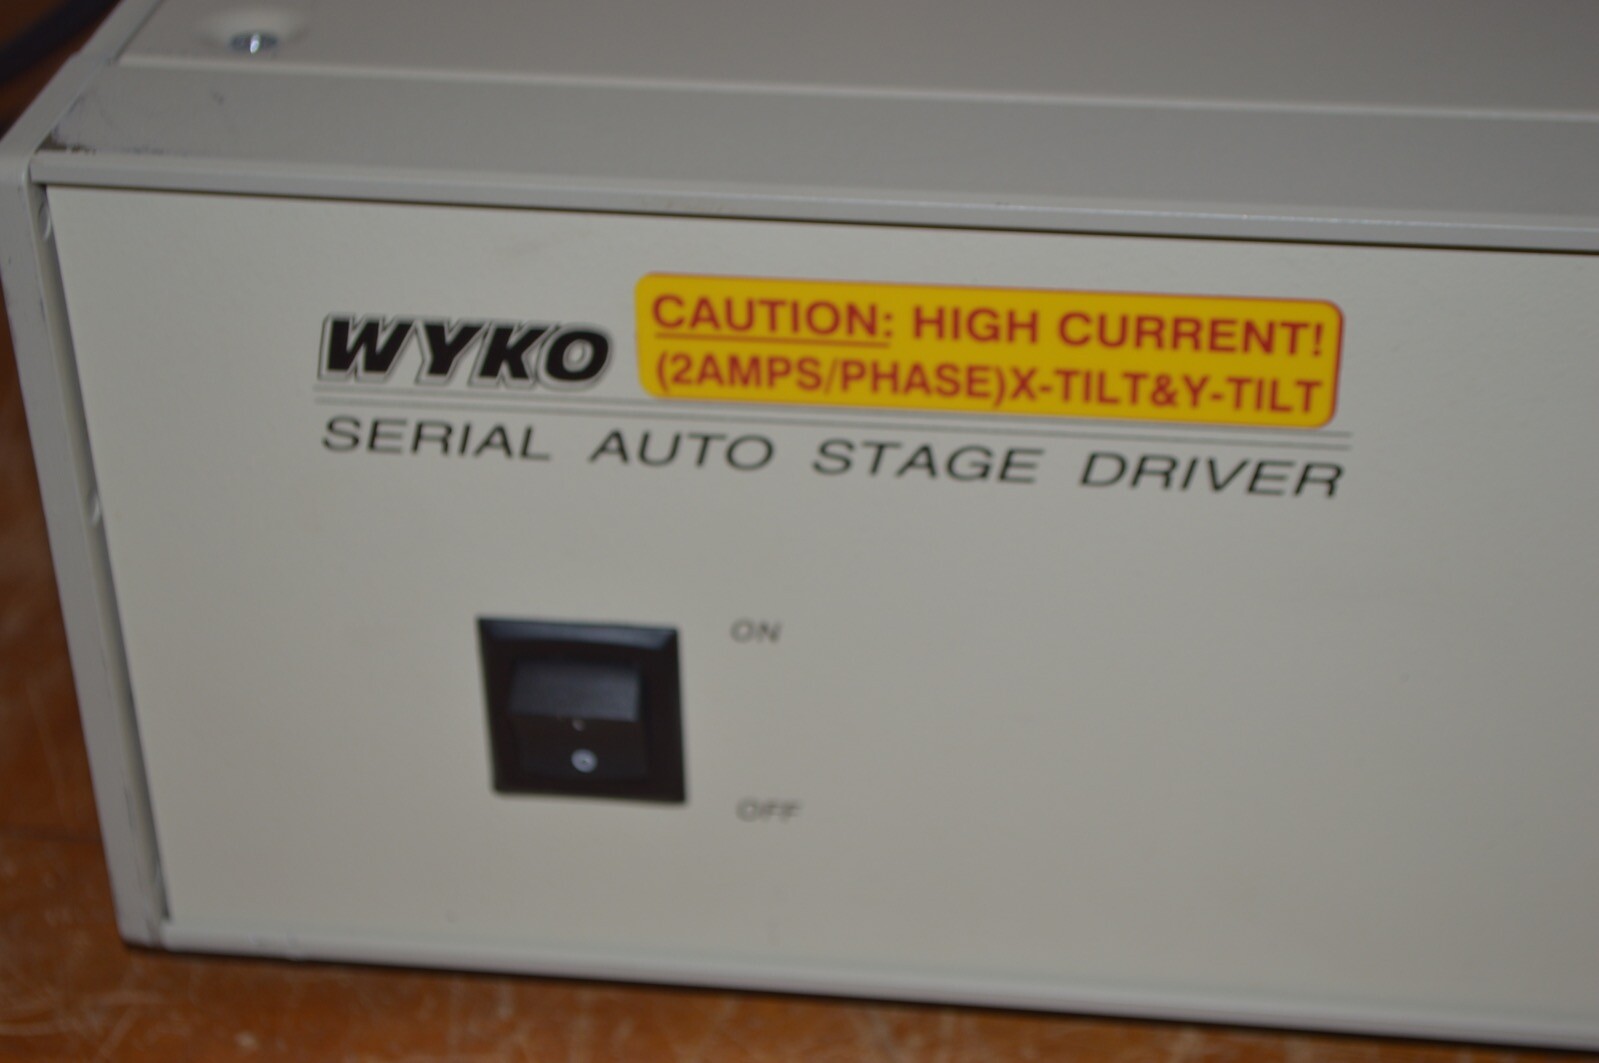 WYKO
CAUTION: HIGH CURRENT!
(2AMPS/PHASE)X-TILT&Y-TILT
SERIAL AUTO STAGE DRIVER
ON
OFF